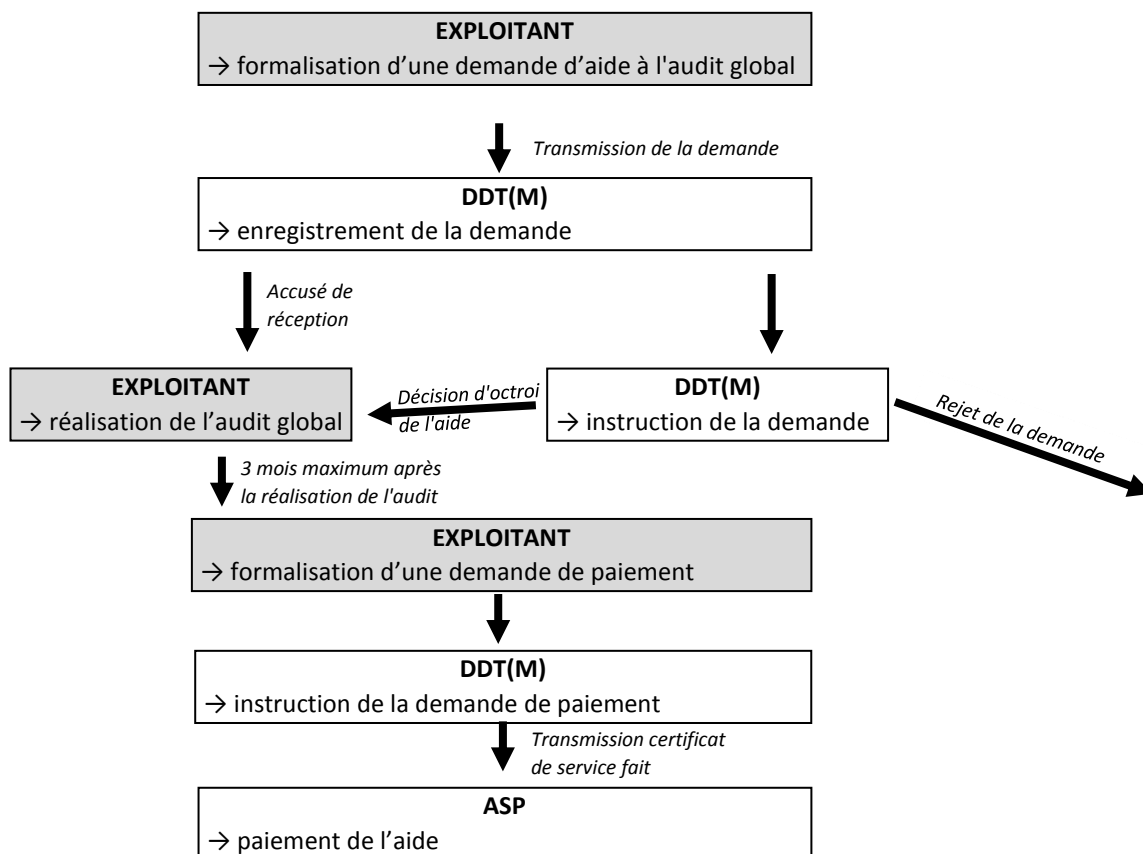 EXPLOITANT
→ formalisation d’une demande d’aide à l'audit global
Transmission de la demande
DDT(M)
→ enregistrement de la demande
Accusé de
réception
EXPLOITANT
→ réalisation de l’audit global
Décision d'octroi
de l'aide
DDT(M)
→ instruction de la demande
Rejet de la demande
3 mois maximum après
la réalisation de l'audit
EXPLOITANT
→ formalisation d’une demande de paiement
DDT(M)
→ instruction de la demande de paiement
Transmission certificat
de service fait
ASP
→ paiement de l’aide